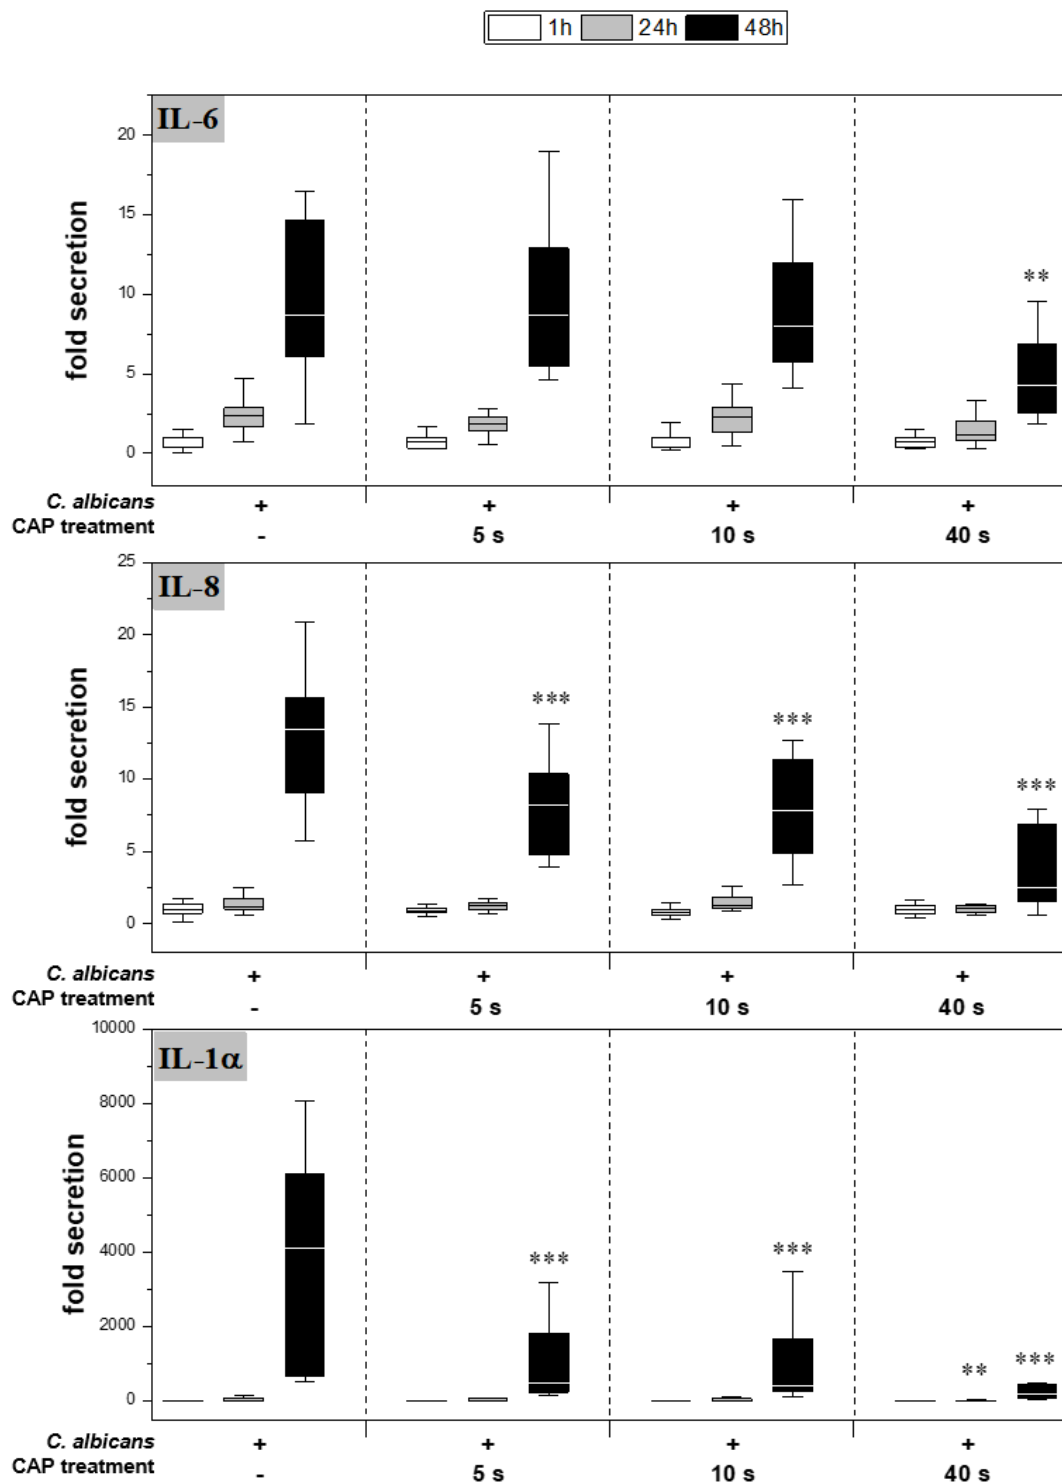 1h 24h 48h
IL-6
fold secretion
20
15
10
5
0
**
C. albicans + + + +
CAP treatment - 5 s 10 s 40 s
IL-8
fold secretion
25
20
15
10
5
0
*** *** ***
C. albicans + + + +
CAP treatment - 5 s 10 s 40 s
IL-1α
fold secretion
10000
8000
6000
4000
2000
0
*** *** ** ***
C. albicans + + + +
CAP treatment - 5 s 10 s 40 s